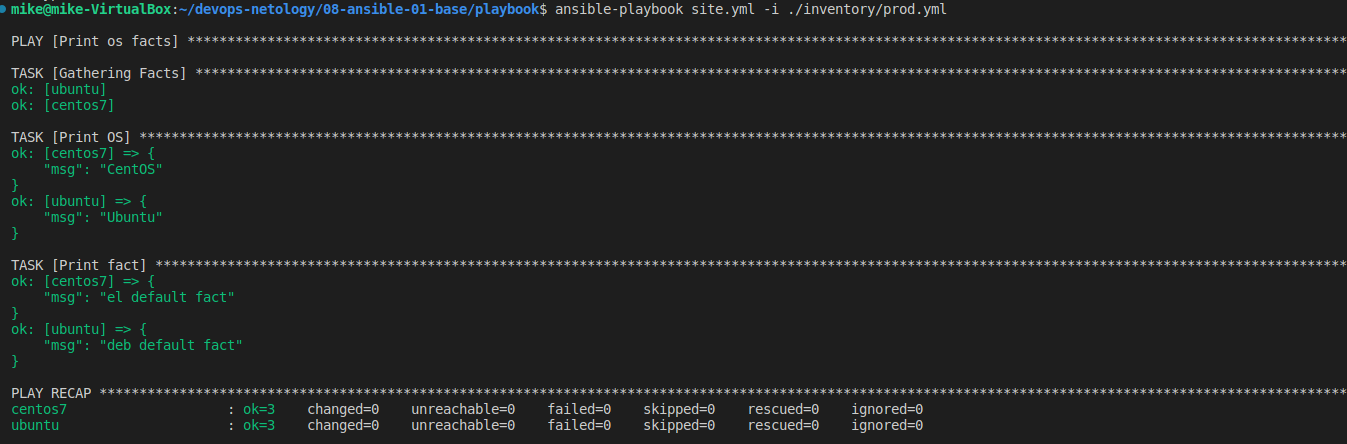 mike@mike-VirtualBox:~/devops-netology/08-ansible-01-base/playbook$ ansible-playbook site.yml -i ./inventory/prod.yml
PLAY [Print os facts] ****************************************************************************************************************************************************
TASK [Gathering Facts] ***************************************************************************************************************************************************
ok: [ubuntu]
ok: [centos7]
TASK [Print OS] **********************************************************************************************************************************************************
ok: [centos7] => {
    "msg": "CentOS"
}
ok: [ubuntu] => {
    "msg": "Ubuntu"
}
TASK [Print fact] ********************************************************************************************************************************************************
ok: [centos7] => {
    "msg": "el default fact"
}
ok: [ubuntu] => {
    "msg": "deb default fact"
}
PLAY RECAP ***************************************************************************************************************************************************************
centos7                    : ok=3    changed=0    unreachable=0    failed=0    skipped=0    rescued=0    ignored=0
ubuntu                     : ok=3    changed=0    unreachable=0    failed=0    skipped=0    rescued=0    ignored=0